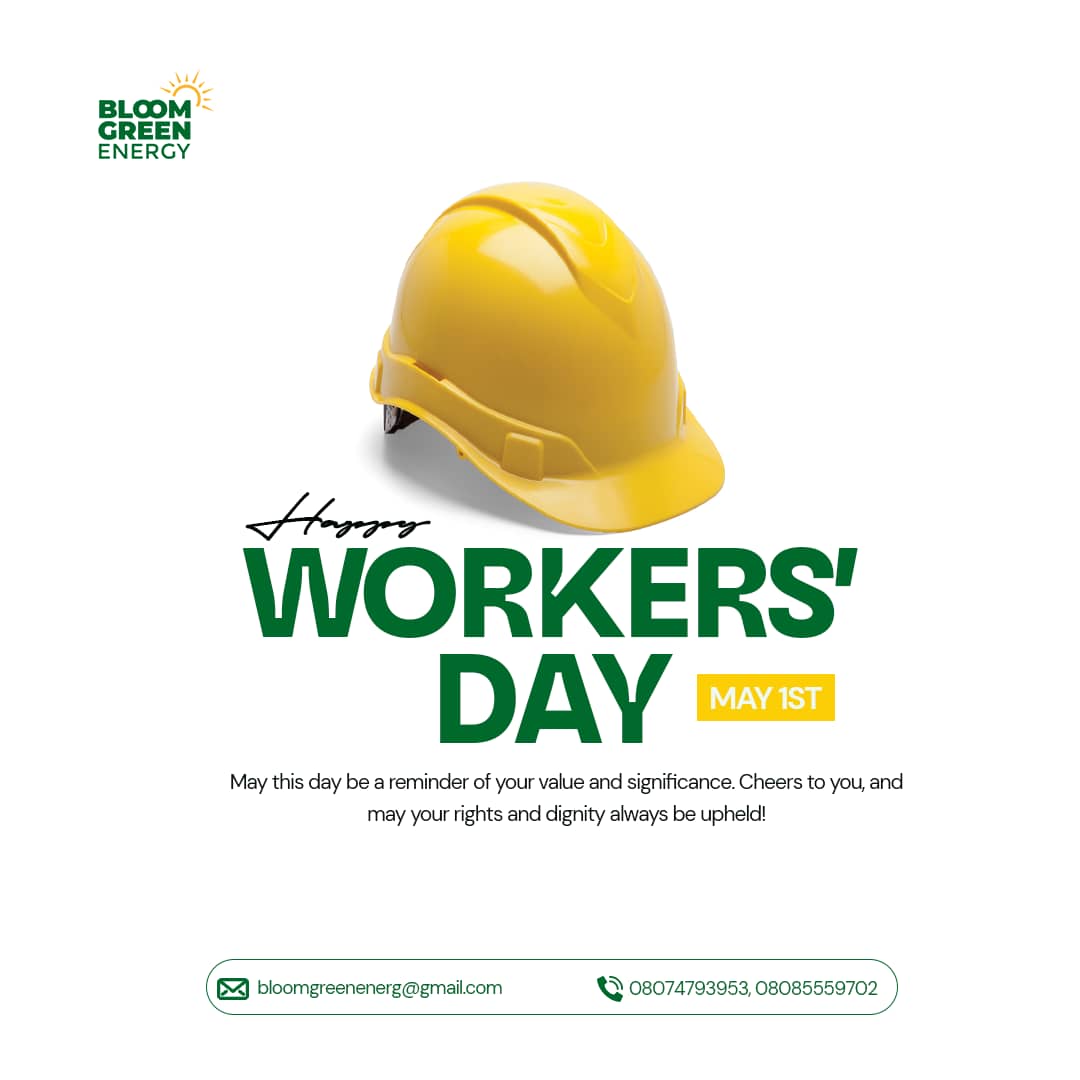 BLOOM
GREEN
ENERGY
Happy
WORKERS'
DAY
MAY 1ST
May this day be a reminder of your value and significance. Cheers to you, and
may your rights and dignity always be upheld!
bloomgreenenerg@gmail.com
08074793953, 08085559702